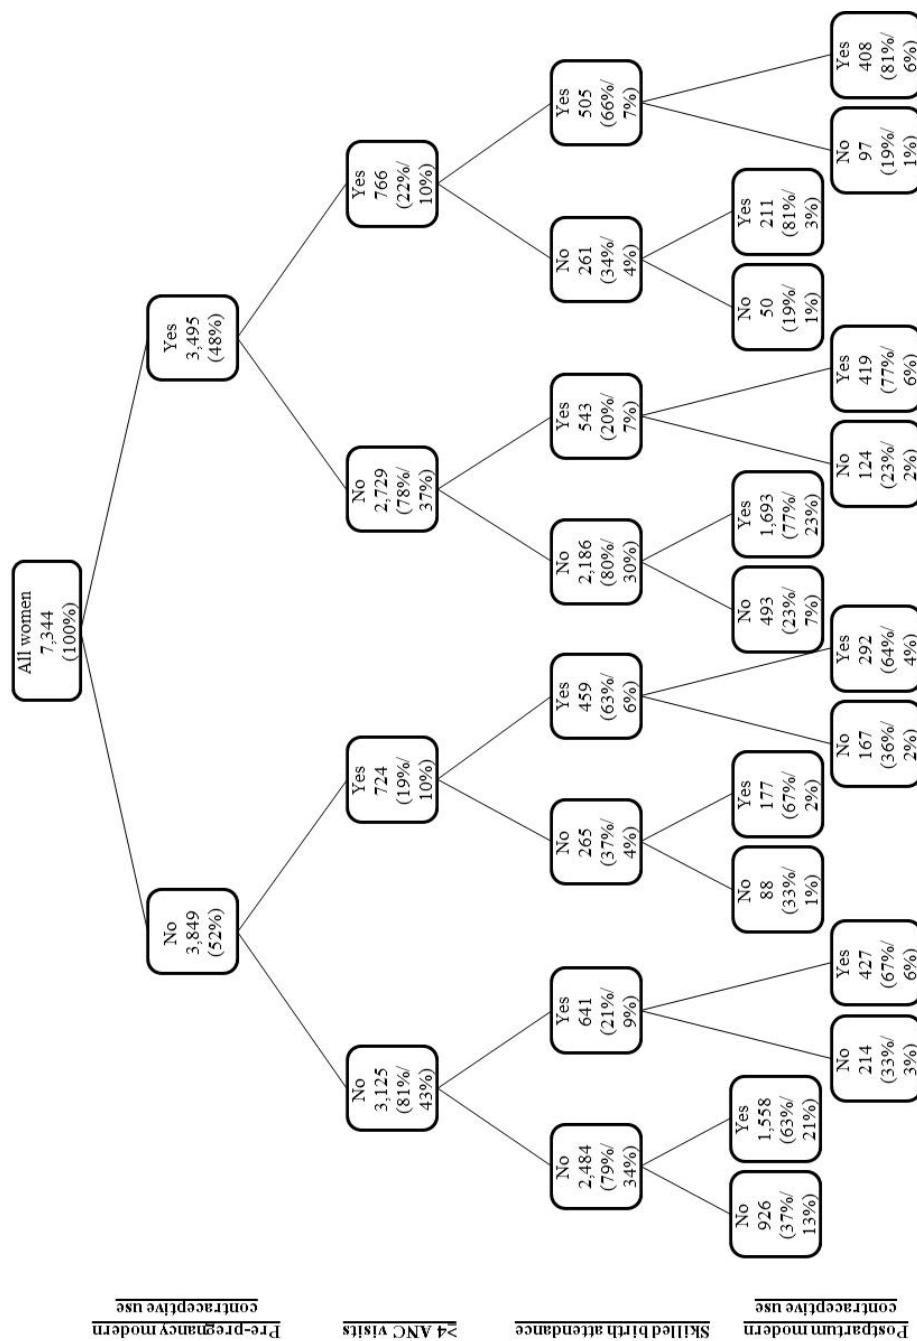 All women
7,344
(100%)
Pre-pregnancy modern
contraceptive use
No
3,849
(52%)
Yes
3,495
(48%)
≥4 ANC visits
No
3,125
(81%/
43%)
Yes
724
(19%/
10%)
No
2,729
(78%/
37%)
Yes
766
(22%/
10%)
Skilled birth attendance
No
2,484
(79%/
34%)
Yes
641
(21%/
9%)
No
265
(37%/
4%)
Yes
459
(63%/
6%)
No
2,186
(80%/
30%)
Yes
543
(20%/
7%)
No
261
(34%/
4%)
Yes
505
(66%/
7%)
Postpartum modern
contraceptive use
No
926
(37%/
13%)
Yes
1,558
(63%/
21%)
No
214
(33%/
3%)
Yes
427
(67%/
6%)
No
88
(33%/
1%)
Yes
177
(67%/
2%)
No
167
(36%/
2%)
Yes
292
(64%/
4%)
No
493
(23%/
7%)
Yes
1,693
(77%/
23%)
No
124
(23%/
2%)
Yes
419
(77%/
6%)
No
50
(19%/
1%)
Yes
211
(81%/
3%)
No
97
(19%/
1%)
Yes
408
(81%/
6%)